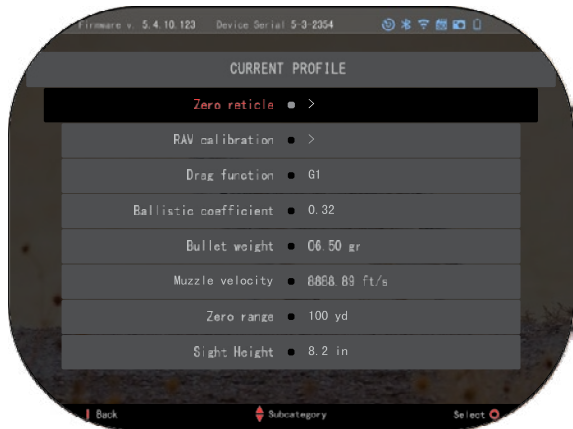 Firmware v. 5.4.10.123 Device Serial 5-3-2354
CURRENT PROFILE
Zero reticle >
RAV calibration >
Drag function G1
Ballistic coefficient 0.32
Bullet weight 06.50 gr
Muzzle velocity 8888.89 ft/s
Zero range 100 yd
Sight Height 8.2 in
Back Subcategory Select